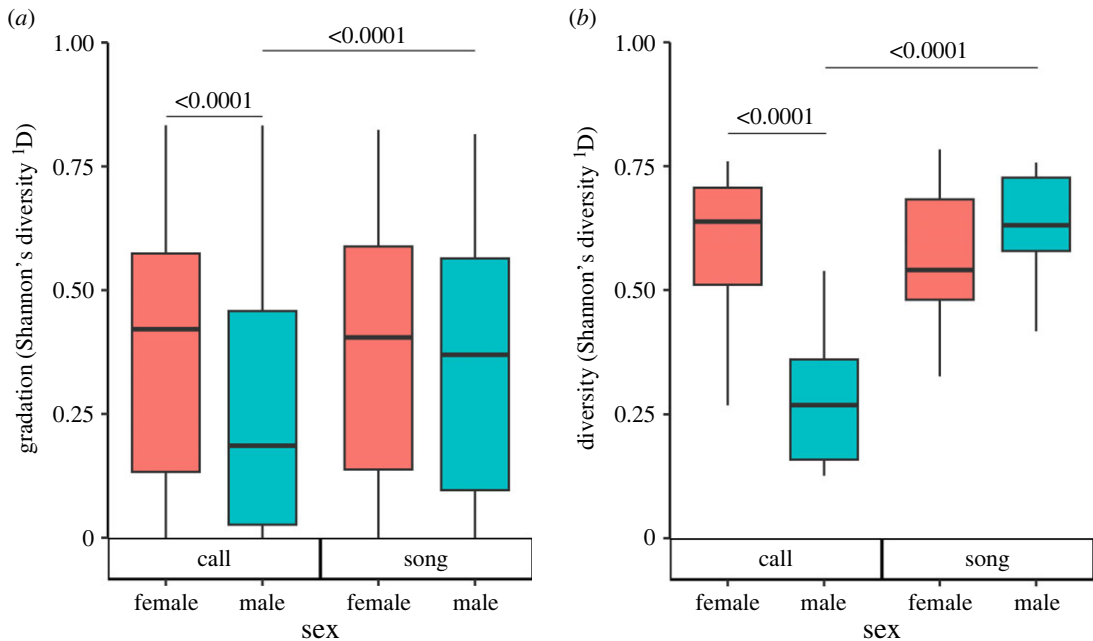 (a)
gradation (Shannon's diversity ¹D)
1.00
0.75
0.50
0.25
0
<0.0001
<0.0001
call song
female male female male
sex
(b)
diversity (Shannon's diversity ¹D)
1.00
0.75
0.50
0.25
0
<0.0001
<0.0001
call song
female male female male
sex